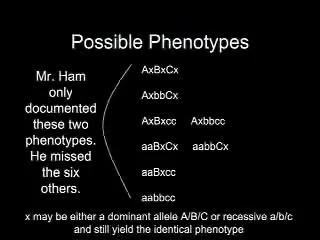 Possible Phenotypes
Mr. Ham
only
documented
these two
phenotypes.
He missed
the six
others.
AxBxCx
AxbbCx
AxBxcc Axbbcc
aaBxCx aabbCx
aaBxcc
aabbcc
x may be either a dominant allele A/B/C or recessive a/b/c
and still yield the identical phenotype